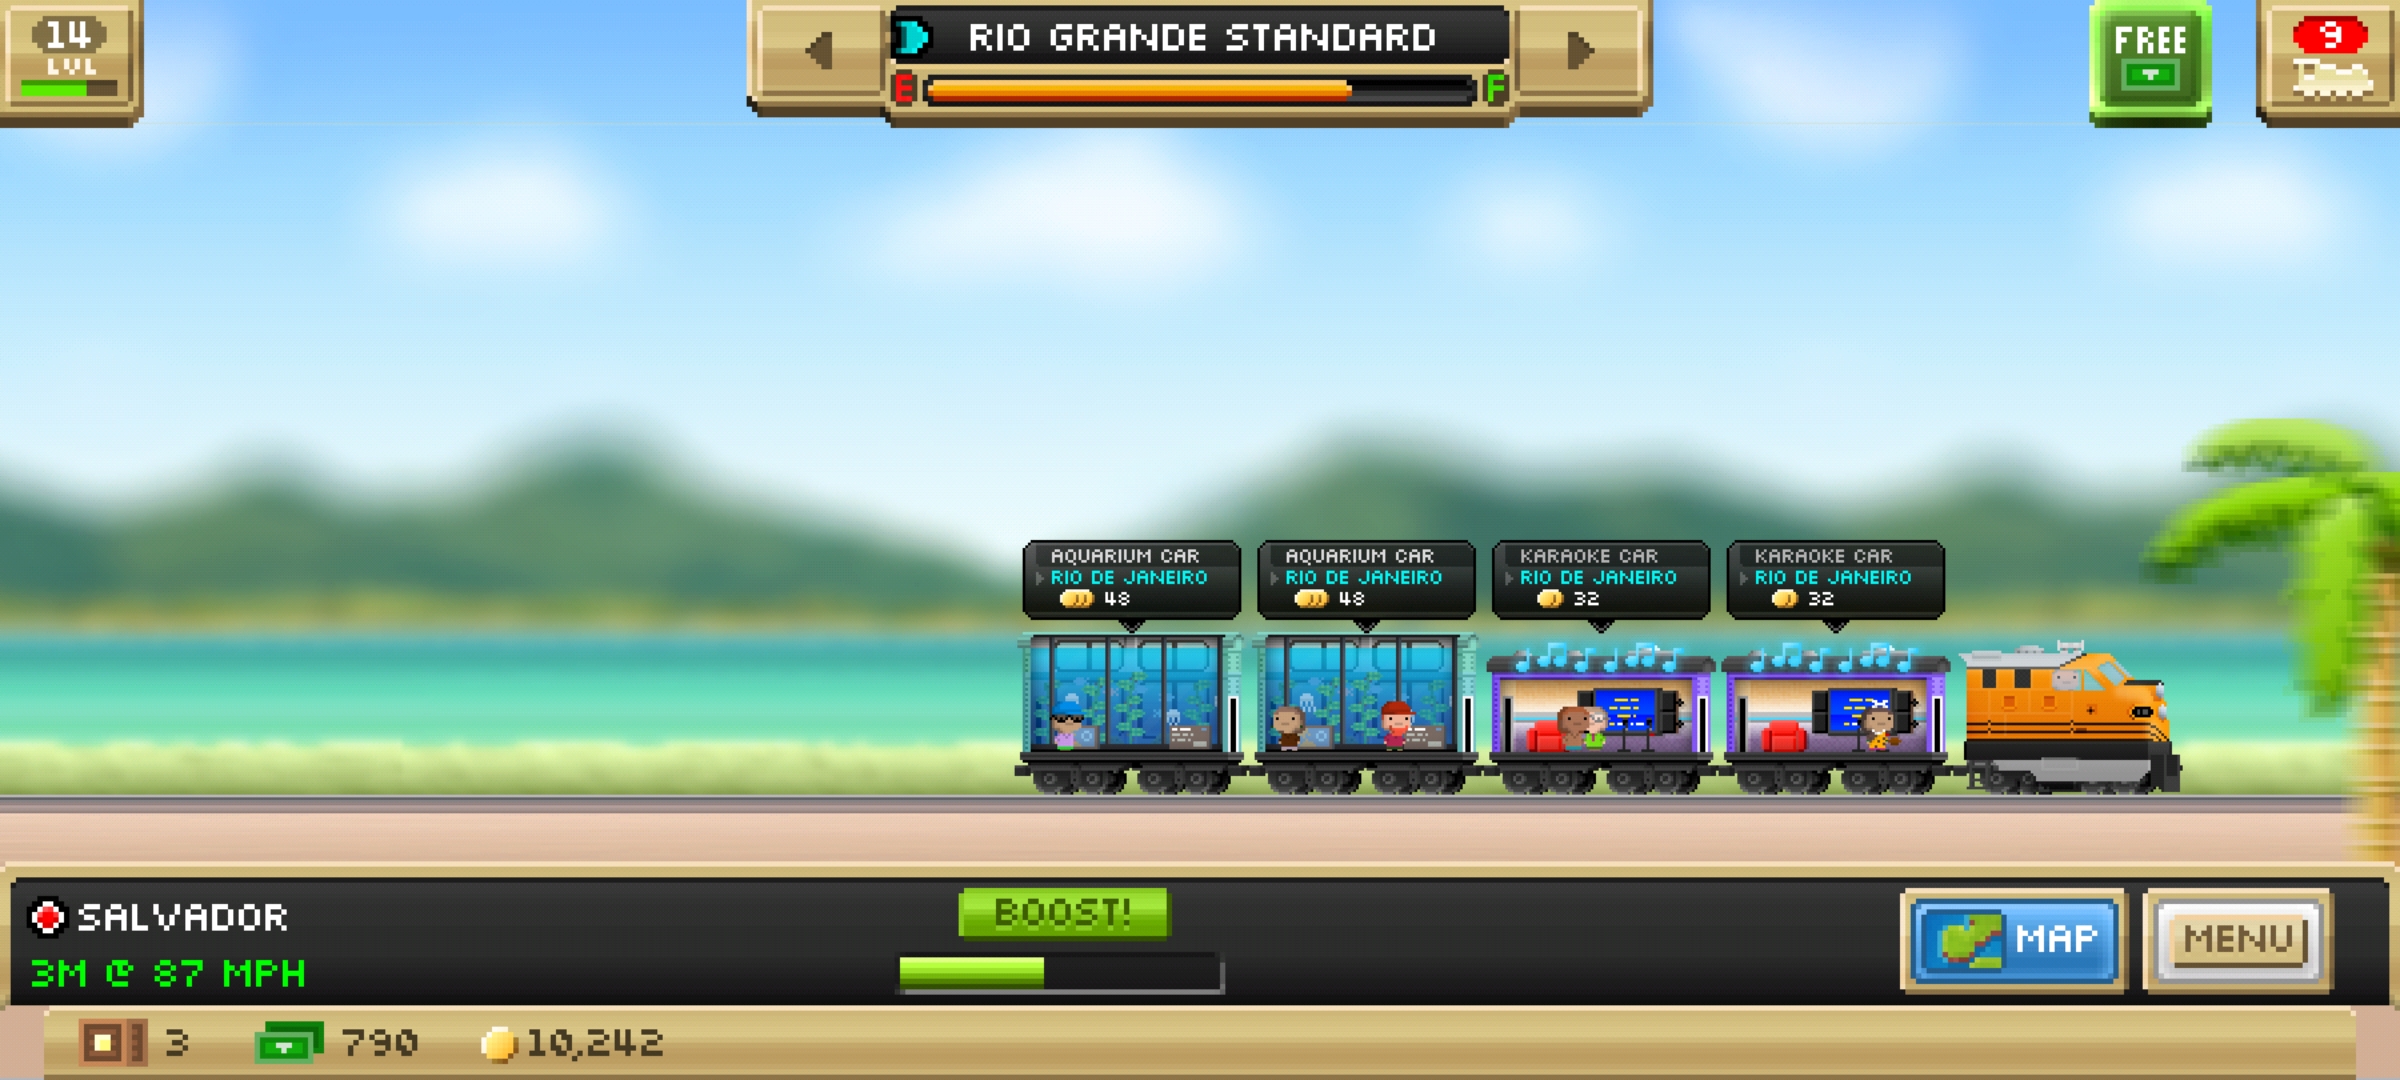 14
LVL
RIO GRANDE STANDARD
E F
FREE
9
AQUARIUM CAR
RIO DE JANEIRO
48
AQUARIUM CAR
RIO DE JANEIRO
48
KARAOKE CAR
RIO DE JANEIRO
32
KARAOKE CAR
RIO DE JANEIRO
32
SALVADOR
3M @ 87 MPH
BOOST!
MAP
MENU
3
790
10,242